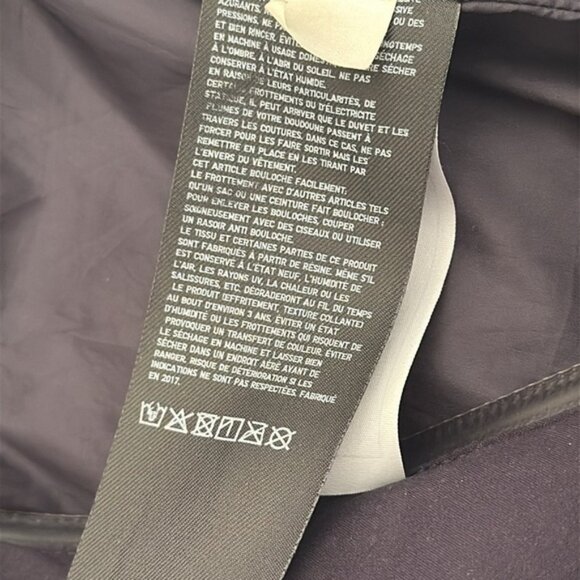 AZURANTS. NE
PRESSIONS. NE P OU DES
ET BIEN RINCER. ÉVITER LONGTEMPS
EN MACHINE À USAGE DOMES SÉCHAGE
À L'OMBRE, À L'ABRI DU SOLEIL. NE PAS SÉCHER
CONSERVER À L'ÉTAT HUMIDE.
EN RAISON DE LEURS PARTICULARITÉS, DE
CERTA FROTTEMENTS OU D'ÉLECTRICITÉ
STATIQUE, IL PEUT ARRIVER QUE LE DUVET ET LES
PLUMES DE VOTRE DOUDOUNE PASSENT À
TRAVERS LES COUTURES. DANS CE CAS, NE PAS
FORCER POUR LES FAIRE SORTIR MAIS LES
REMETTRE EN PLACE EN LES TIRANT PAR
L'ENVERS DU VÊTEMENT.
CET ARTICLE BOULOCHE FACILEMENT;
LE FROTTEMENT AVEC D'AUTRES ARTICLES TELS
QU'UN SAC OU UNE CEINTURE FAIT BOULOCHER ;
POUR ENLEVER LES BOULOCHES, COUPER
SOIGNEUSEMENT AVEC DES CISEAUX OU UTILISER
UN RASOIR ANTI BOULOCHE.
LE TISSU ET CERTAINES PARTIES DE CE PRODUIT
SONT FABRIQUÉS À PARTIR DE RÉSINE. MÊME S'IL
EST CONSERVÉ À L'ÉTAT NEUF, L'HUMIDITÉ DE
L'AIR, LES RAYONS UV, LA CHALEUR OU LES
SALISSURES, ETC. DÉGRADERONT AU FIL DU TEMPS
LE PRODUIT (EFFRITEMENT, TEXTURE COLLANTE)
AU BOUT D'ENVIRON 3 ANS. ÉVITER UN ÉTAT
D'HUMIDITÉ OU LES FROTTEMENTS QUI RISQUENT DE
PROVOQUER UN TRANSFERT DE COULEUR. ÉVITER
LE SÉCHAGE EN MACHINE ET LAISSER BIEN
SÉCHER DANS UN ENDROIT AÉRÉ AVANT DE
RANGER. RISQUE DE DÉTÉRIORATION SI LES
INDICATIONS NE SONT PAS RESPECTÉES. FABRIQUÉ
EN 2017.